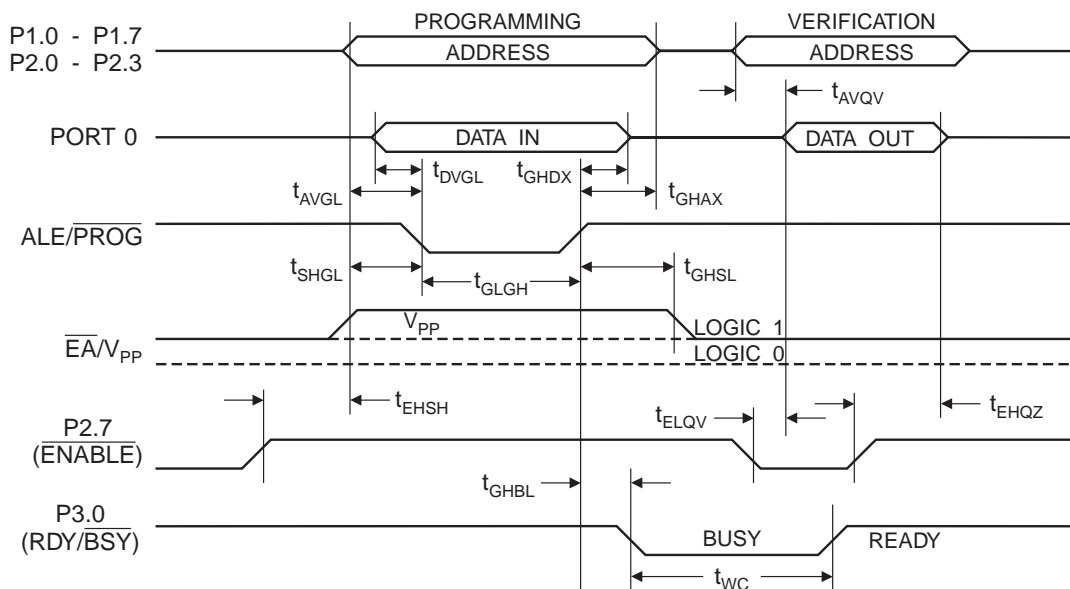 PROGRAMMING VERIFICATION
P1.0 - P1.7
P2.0 - P2.3
ADDRESS ADDRESS
tAVQV
PORT 0 DATA IN DATA OUT
tDVGL tGHDX
tAVGL tGHAX
ALE/PROG
tSHGL tGLGH tGHSL
VPP LOGIC 1
EA/VPP
LOGIC 0
tEHSH tELQV tEHQZ
P2.7
(ENABLE)
tGHBL
P3.0
(RDY/BSY) BUSY READY
tWC